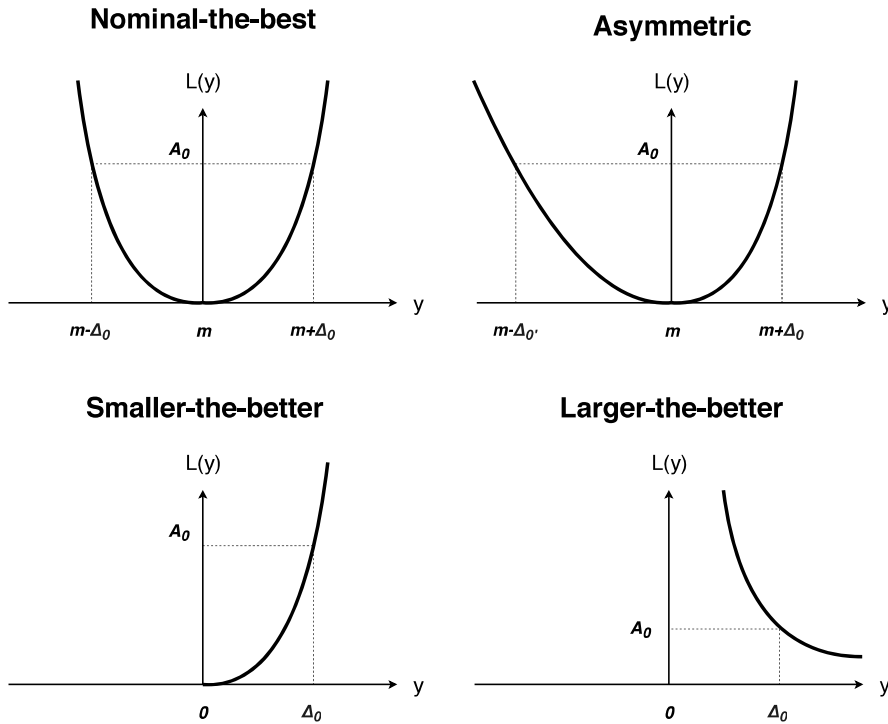 Nominal-the-best
L(y)
A₀
y
m-Δ₀
m
m+Δ₀
Asymmetric
L(y)
A₀
y
m-Δ₀'
m
m+Δ₀
Smaller-the-better
L(y)
A₀
y
0
Δ₀
Larger-the-better
L(y)
A₀
y
0
Δ₀